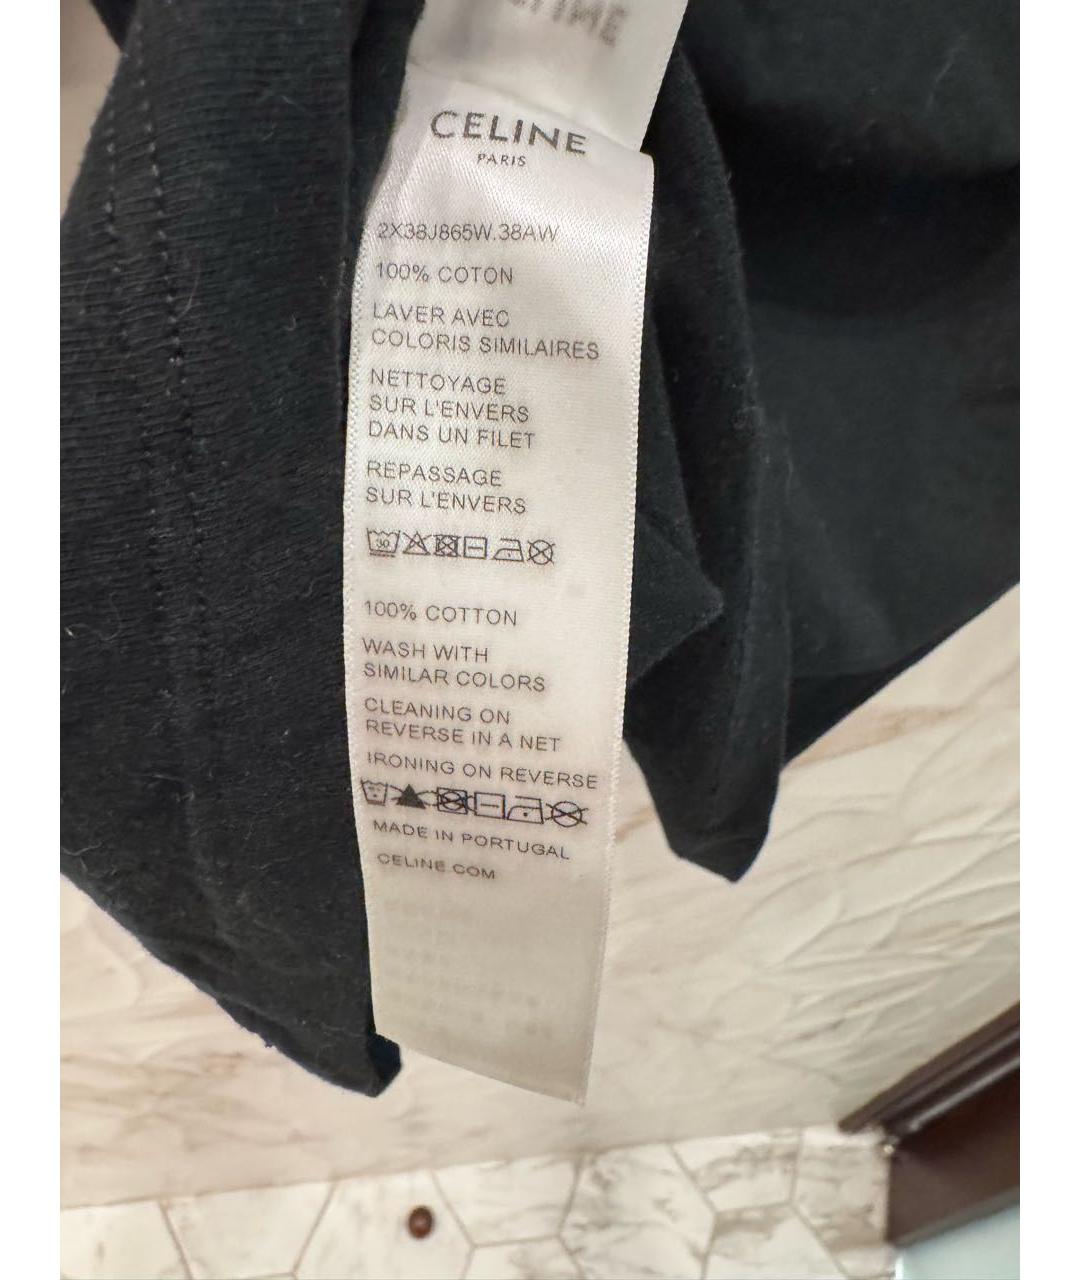 CELINE
PARIS
2X38J865W.38AW
100% COTON
LAVER AVEC
COLORIS SIMILAIRES
NETTOYAGE
SUR L'ENVERS
DANS UN FILET
REPASSAGE
SUR L'ENVERS
30
100% COTTON
WASH WITH
SIMILAR COLORS
CLEANING ON
REVERSE IN A NET
IRONING ON REVERSE
MADE IN PORTUGAL
CELINE.COM